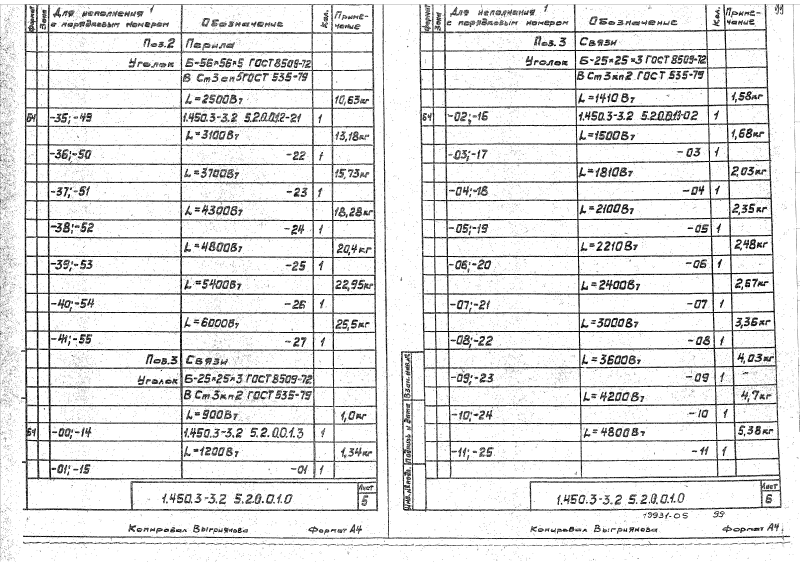 Формат
Зона
Для исполнения 1
с порядковым номером
Обозначение
Кол.
Приме-
чание
Поз.2 Перила
Уголок Б-56×56×5 ГОСТ 8509-72
В Ст3сп5 ГОСТ 535-79
L=2500Вт 10,63кг
БЧ -35;-49 1.450.3-3.2 5.2.0.0.1.2-21 1
L=3100Вт 13,18кг
-36;-50 -22 1
L=3700Вт 15,73кг
-37;-51 -23 1
L=4300Вт 18,28кг
-38;-52 -24 1
L=4800Вт 20,4кг
-39;-53 -25 1
L=5400Вт 22,95кг
-40;-54 -26 1
L=6000Вт 25,5кг
-41;-55 -27 1
Поз.3 Связи
Уголок Б-25×25×3 ГОСТ 8509-72
В Ст3кп2 ГОСТ 535-79
L=900Вт 1,0кг
БЧ -00;-14 1.450.3-3.2 5.2.0.0.1.3 1
L=1200Вт 1,34кг
-01;-15 -01 1
1.450.3-3.2 5.2.0.0.1.0
Лист
5
Копировал Выгриянова Формат А4
99
Формат
Зона
Для исполнения 1
с порядковым номером
Обозначение
Кол.
Приме-
чание
Поз.3 Связи
Уголок Б-25×25×3 ГОСТ 8509-72
В Ст3кп2 ГОСТ 535-79
L=1410Вт 1,58кг
БЧ -02;-16 1.450.3-3.2 5.2.0.0.1.3-02 1
L=1500Вт 1,68кг
-03;-17 -03 1
L=1810Вт 2,03кг
-04;-18 -04 1
L=2100Вт 2,35кг
-05;-19 -05 1
L=2210Вт 2,48кг
-06;-20 -06 1
L=2400Вт 2,67кг
-07;-21 -07 1
L=3000Вт 3,36кг
-08;-22 -08 1
L=3600Вт 4,03кг
-09;-23 -09 1
L=4200Вт 4,7кг
-10;-24 -10 1
L=4800Вт 5,38кг
-11;-25 -11 1
Инв.№подл. Подпись и дата Взам.инв.№
1.450.3-3.2 5.2.0.0.1.0
Лист
6
19931-05 99
Копировал Выгриянова Формат А4